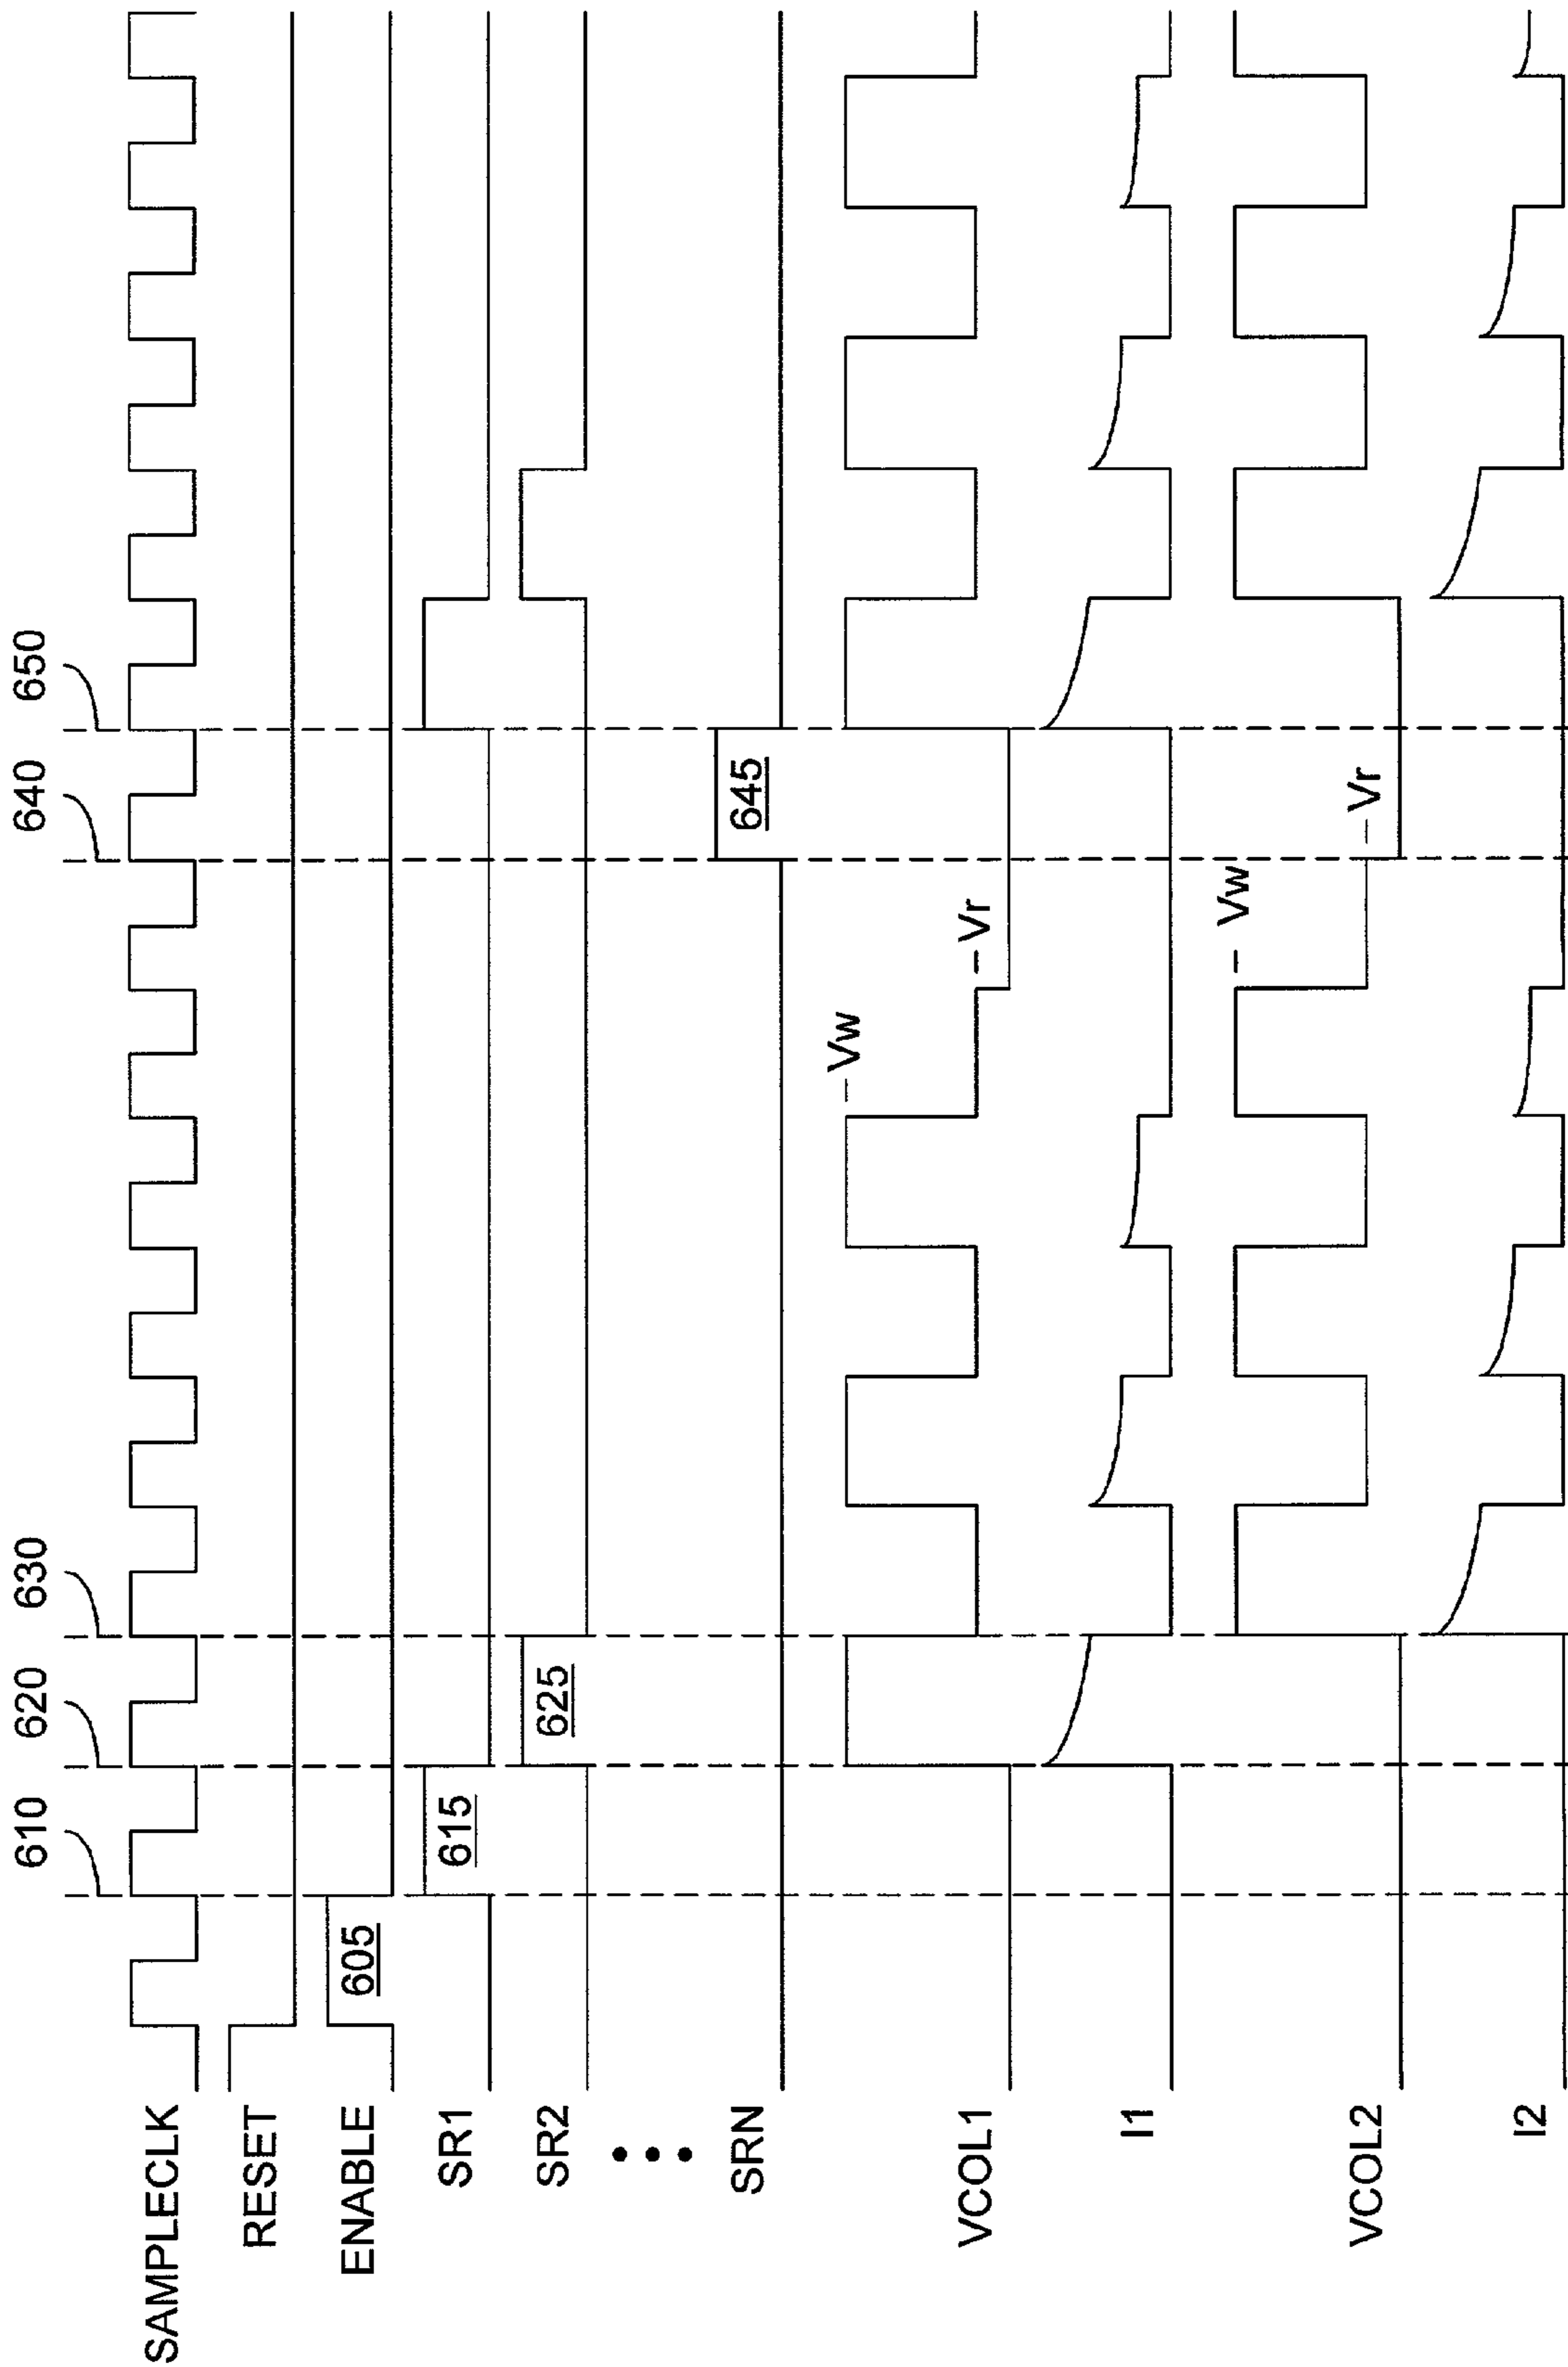 610 620 630 640 650
SAMPLECLK
RESET
ENABLE 605
SR1 615
SR2 625
SRN 645
VCOL1 Vw Vr
I1
VCOL2 Vw Vr
I2